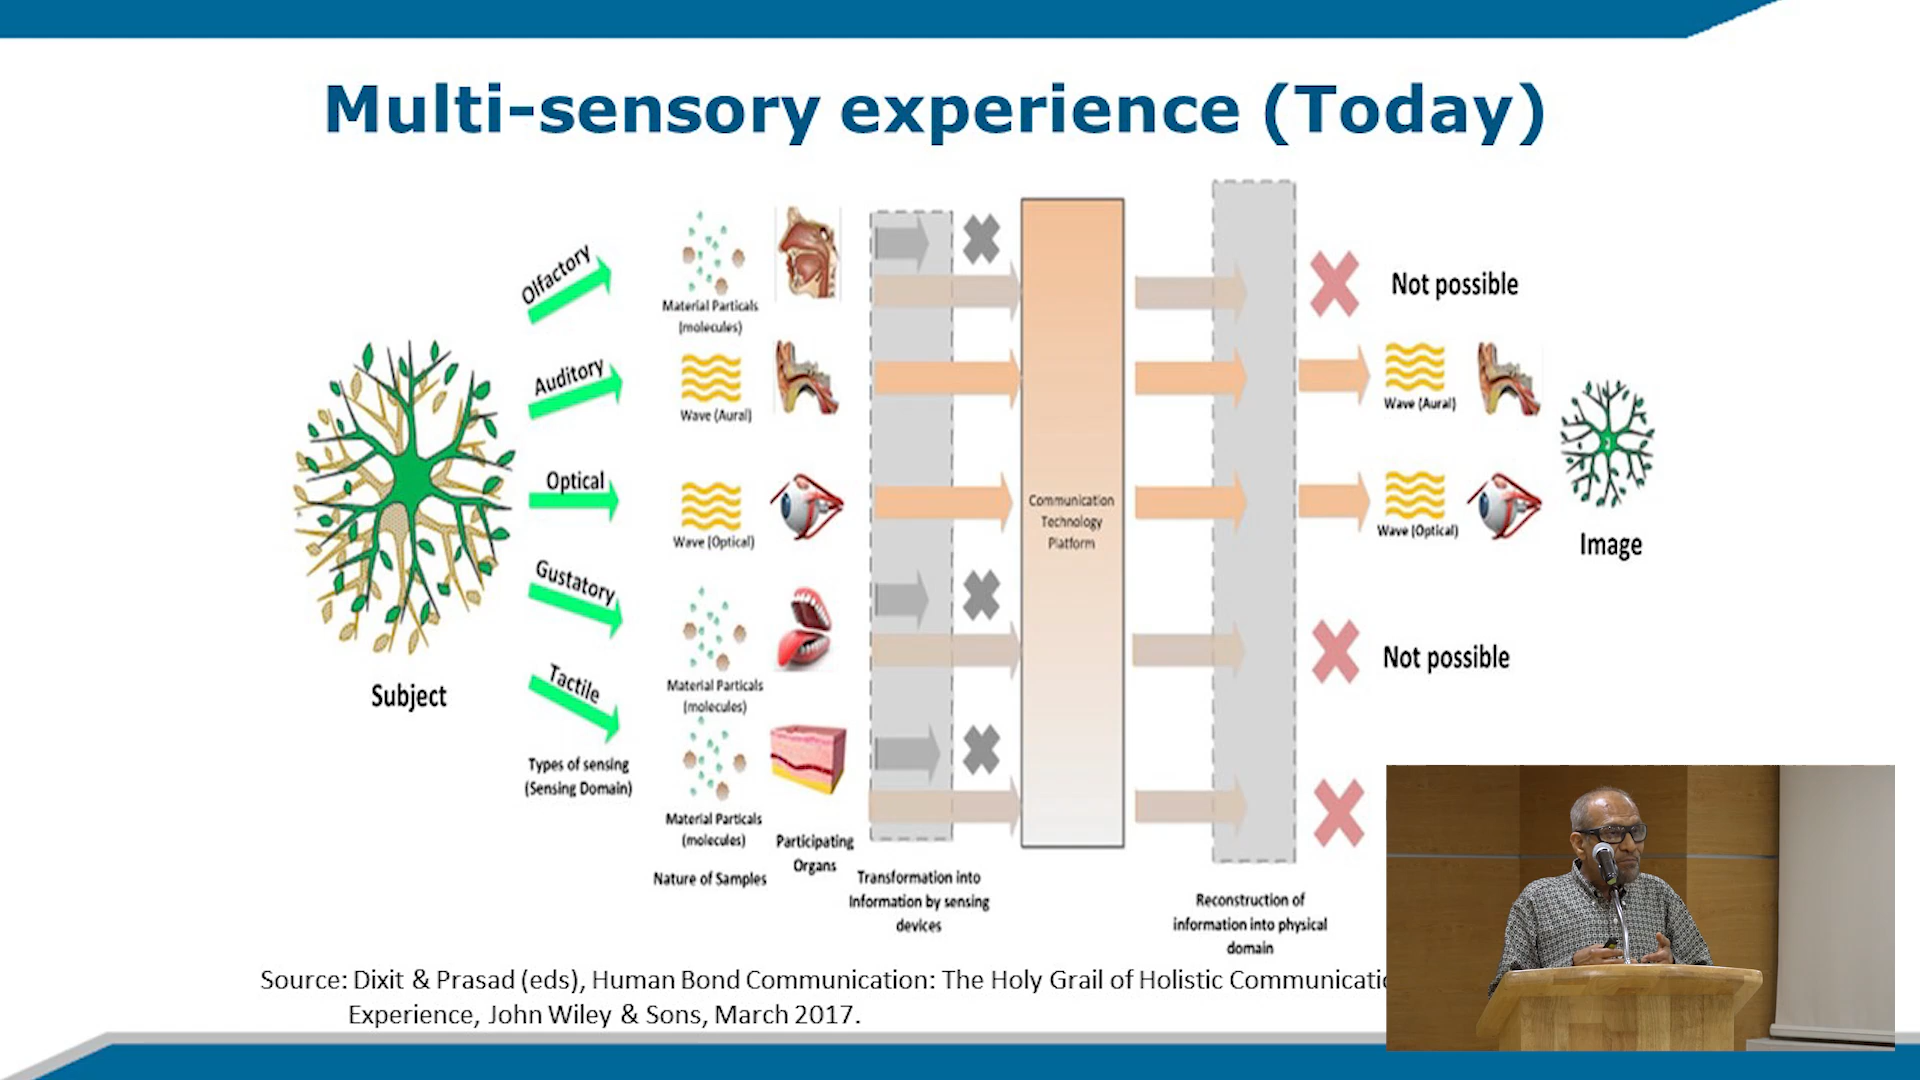 Multi-sensory experience (Today)
Olfactory
Material Particals
(molecules)
Not possible
Auditory
Wave (Aural)
Wave (Aural)
Optical
Wave (Optical)
Communication
Technology
Platform
Wave (Optical)
Image
Gustatory
Material Particals
(molecules)
Not possible
Subject
Tactile
Types of sensing
(Sensing Domain)
Material Particals
(molecules)
Nature of Samples
Participating
Organs
Transformation into
Information by sensing
devices
Reconstruction of
information into physical
domain
Source: Dixit & Prasad (eds), Human Bond Communication: The Holy Grail of Holistic
Experience, John Wiley & Sons, March 2017.